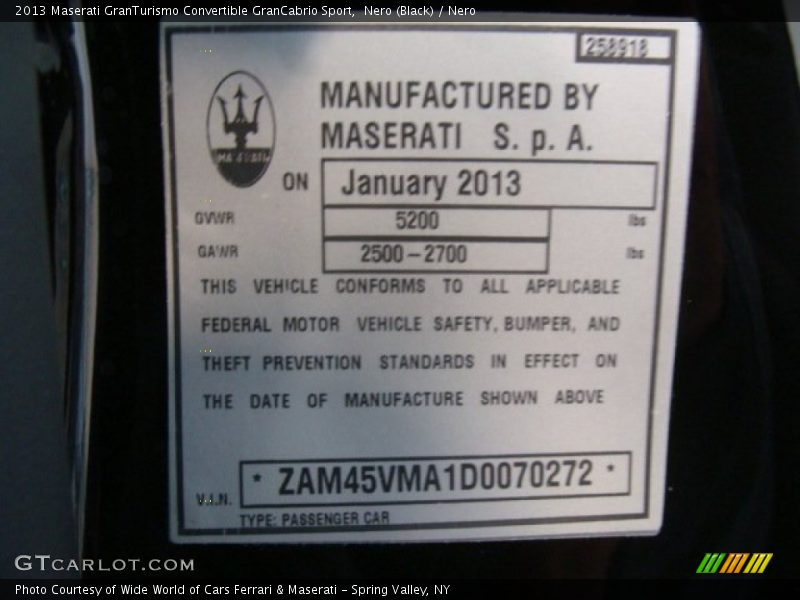 2013 Maserati GranTurismo Convertible GranCabrio Sport,  Nero (Black) / Nero
258918
MANUFACTURED BY
MASERATI S. p. A.
MASERATI
ON January 2013
GVWR 5200 lbs
GAWR 2500-2700 lbs
THIS VEHICLE CONFORMS TO ALL APPLICABLE
FEDERAL MOTOR VEHICLE SAFETY, BUMPER, AND
THEFT PREVENTION STANDARDS IN EFFECT ON
THE DATE OF MANUFACTURE SHOWN ABOVE
V.I.N. * ZAM45VMA1D0070272 *
TYPE: PASSENGER CAR
GTCARLOT.COM
Photo Courtesy of Wide World of Cars Ferrari & Maserati - Spring Valley, NY